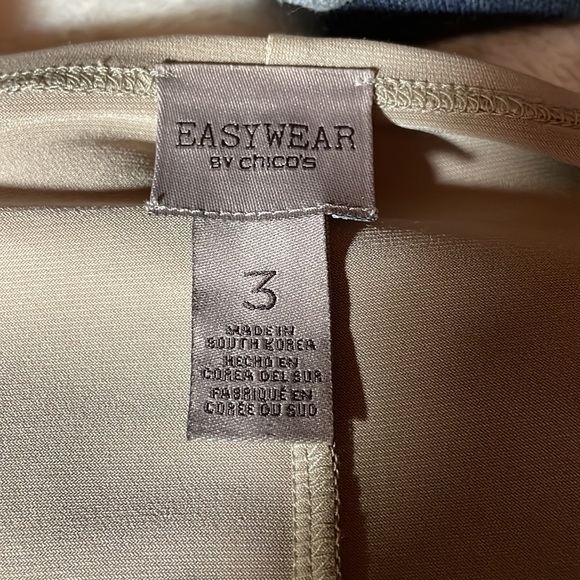 EASYWEAR
BY CHICO'S
3
MADE IN
SOUTH KOREA
HECHO EN
COREA DEL SUR
FABRIQUÉ EN
CORÉE DU SUD